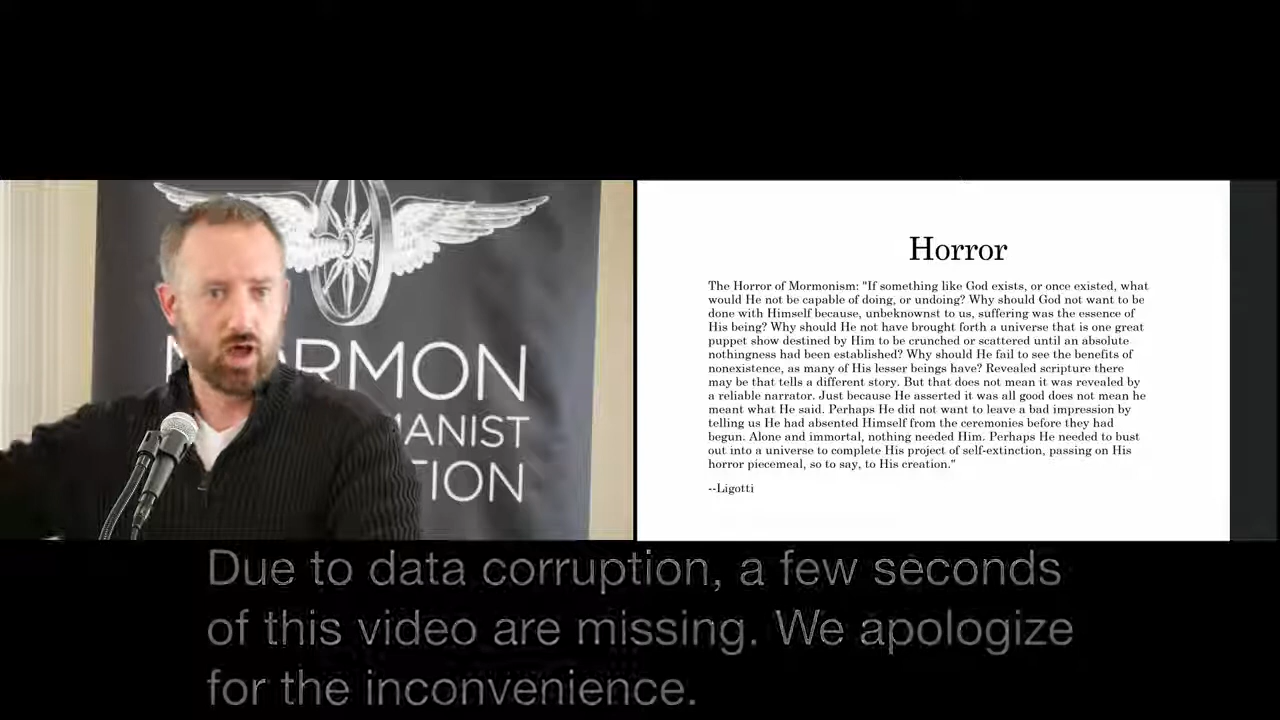 MORMON
MANIST
TION
Horror
The Horror of Mormonism: "If something like God exists, or once existed, what
would He not be capable of doing, or undoing? Why should God not want to be
done with Himself because, unbeknownst to us, suffering was the essence of
His being? Why should He not have brought forth a universe that is one great
puppet show destined by Him to be crunched or scattered until an absolute
nothingness had been established? Why should He fail to see the benefits of
nonexistence, as many of His lesser beings have? Revealed scripture there
may be that tells a different story. But that does not mean it was revealed by
a reliable narrator. Just because He asserted it was all good does not mean he
meant what He said. Perhaps He did not want to leave a bad impression by
telling us He had absented Himself from the ceremonies before they had
begun. Alone and immortal, nothing needed Him. Perhaps He needed to bust
out into a universe to complete His project of self-extinction, passing on His
horror piecemeal, so to say, to His creation."
--Ligotti
Due to data corruption, a few seconds
of this video are missing. We apologize
for the inconvenience.